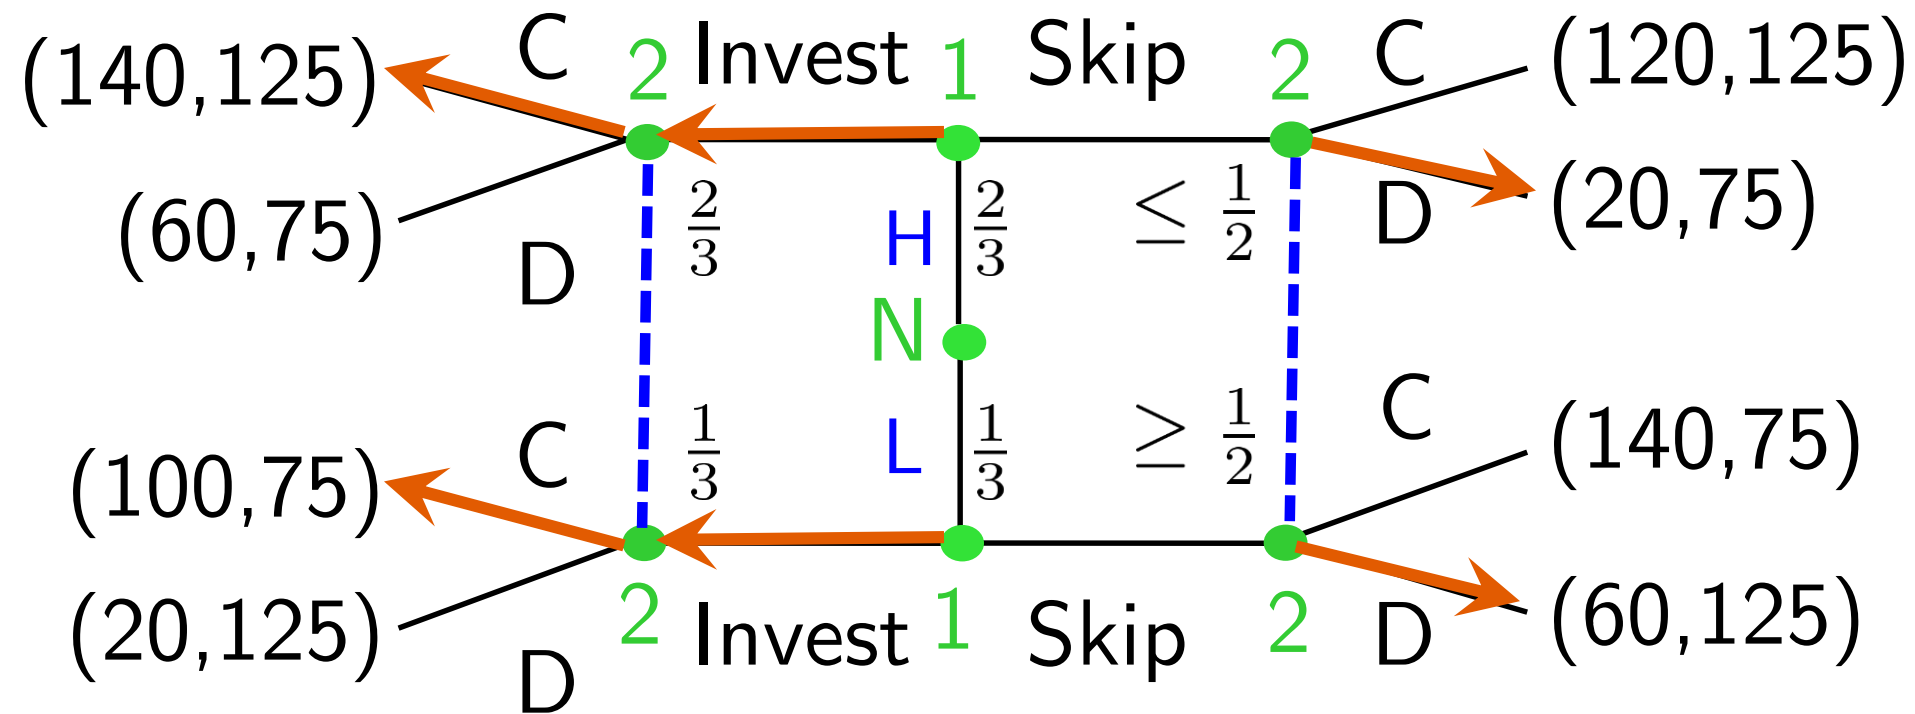 C 2 Invest 1 Skip 2 C
(140,125) (120,125)
(60,75) 2/3 H 2/3 ≤ 1/2 D (20,75)
D
N
C 1/3 L 1/3 ≥ 1/2 C
(100,75) (140,75)
(20,125) 2 Invest 1 Skip 2 D (60,125)
D